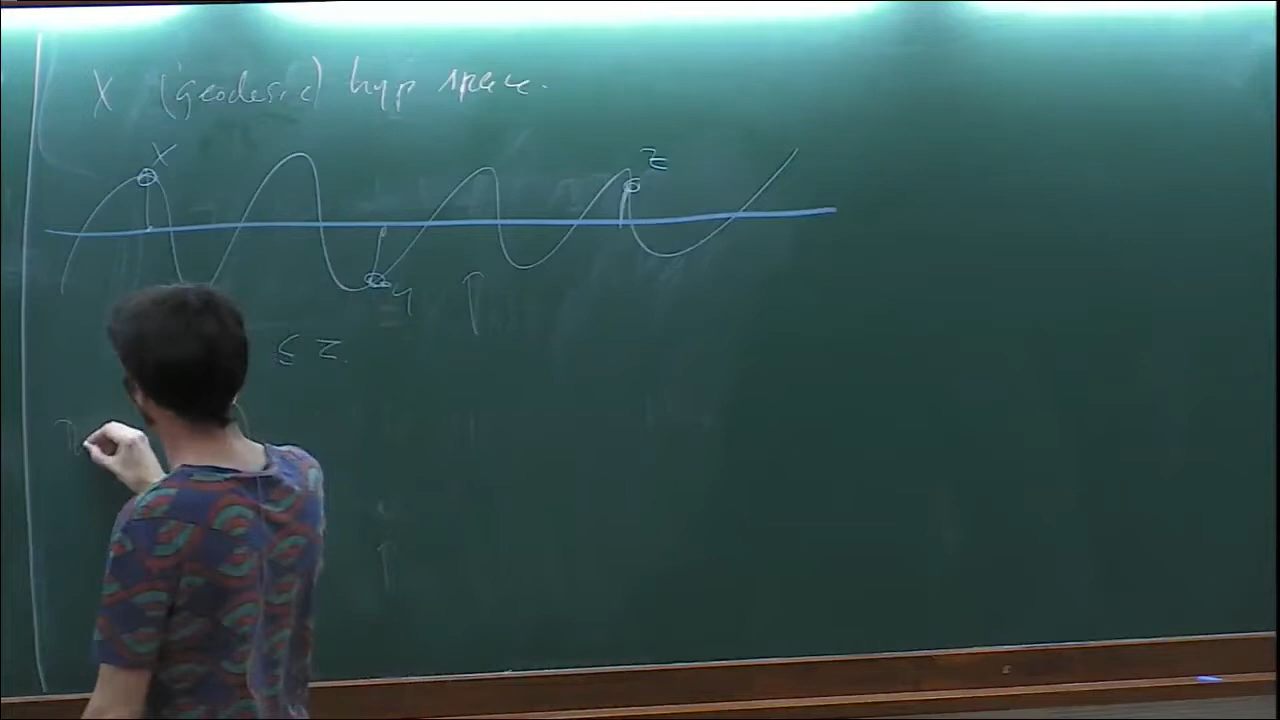 X (geodesic) hyp space.
x
z
y
≤ z